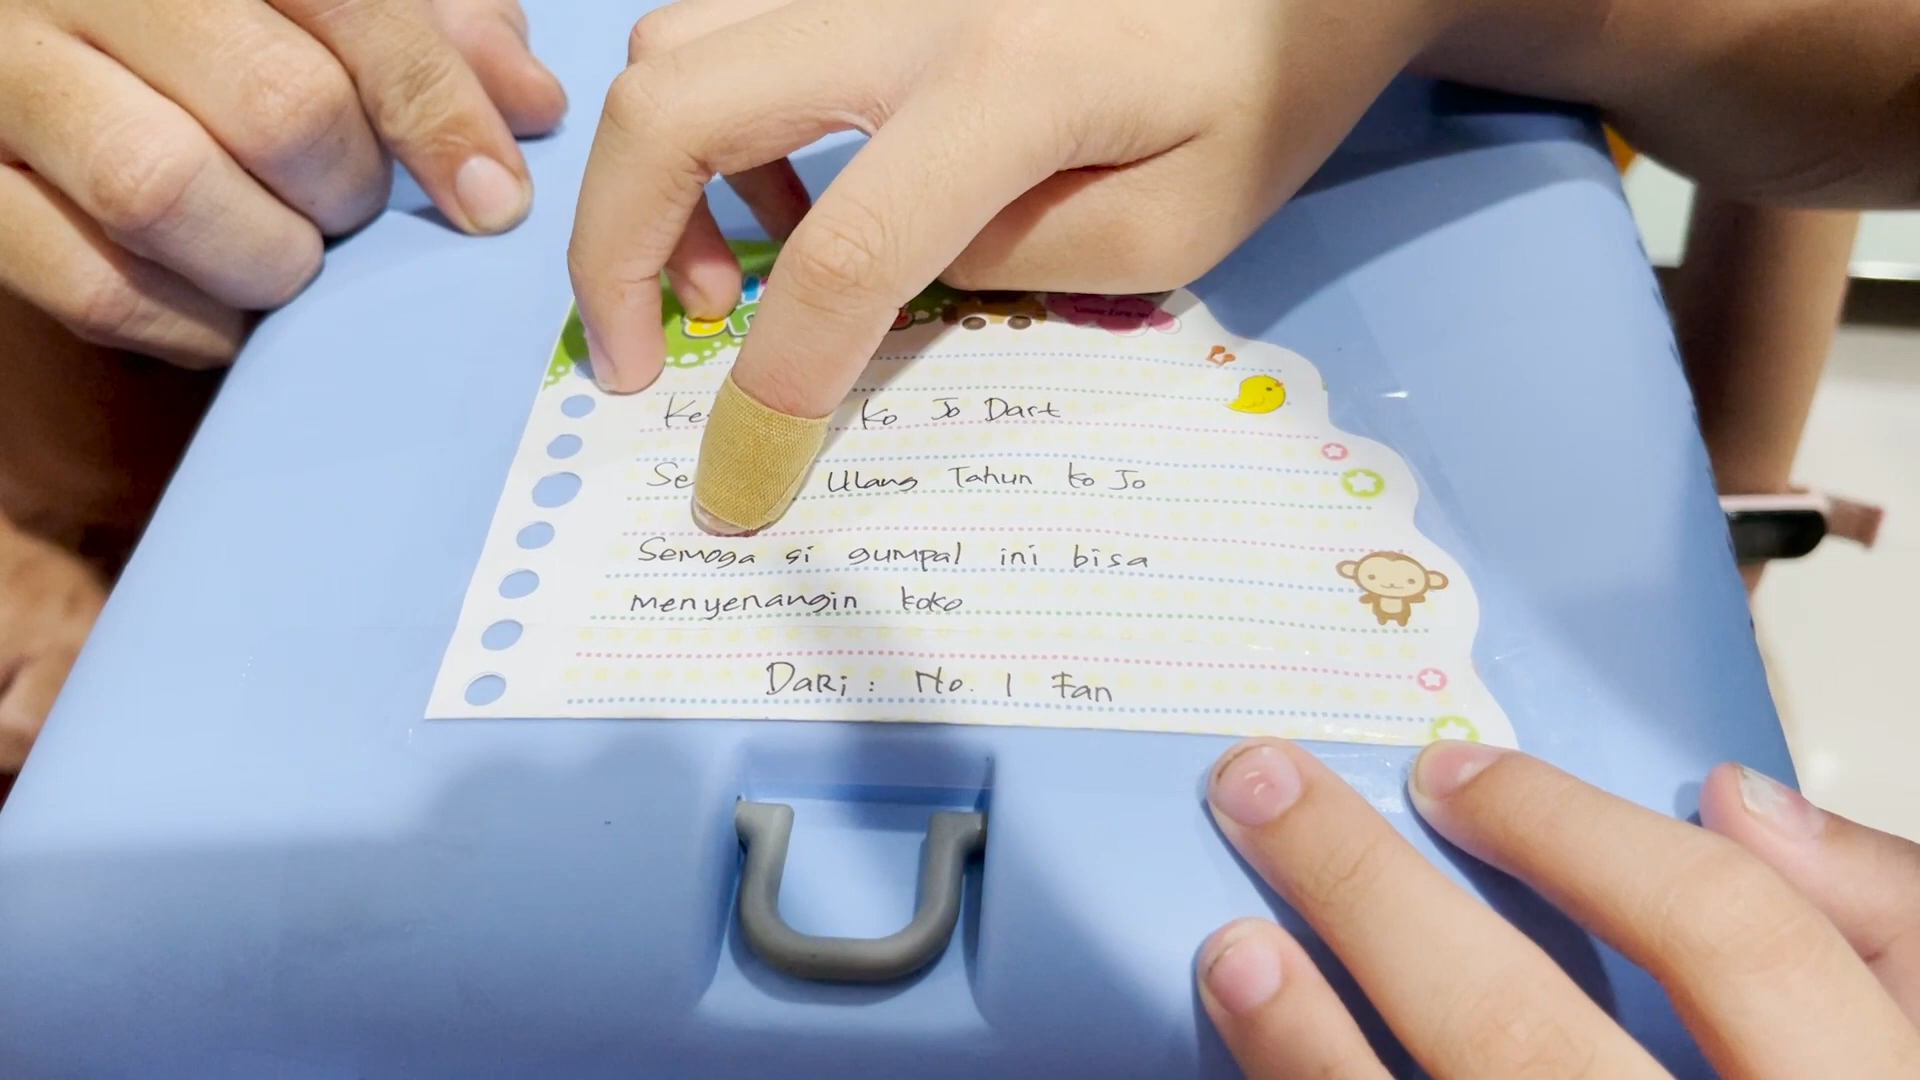 Ko Jo Dart
Ulang Tahun ko Jo
Semoga si gumpal ini bisa
menyenangin koko
Dari : No. 1 Fan